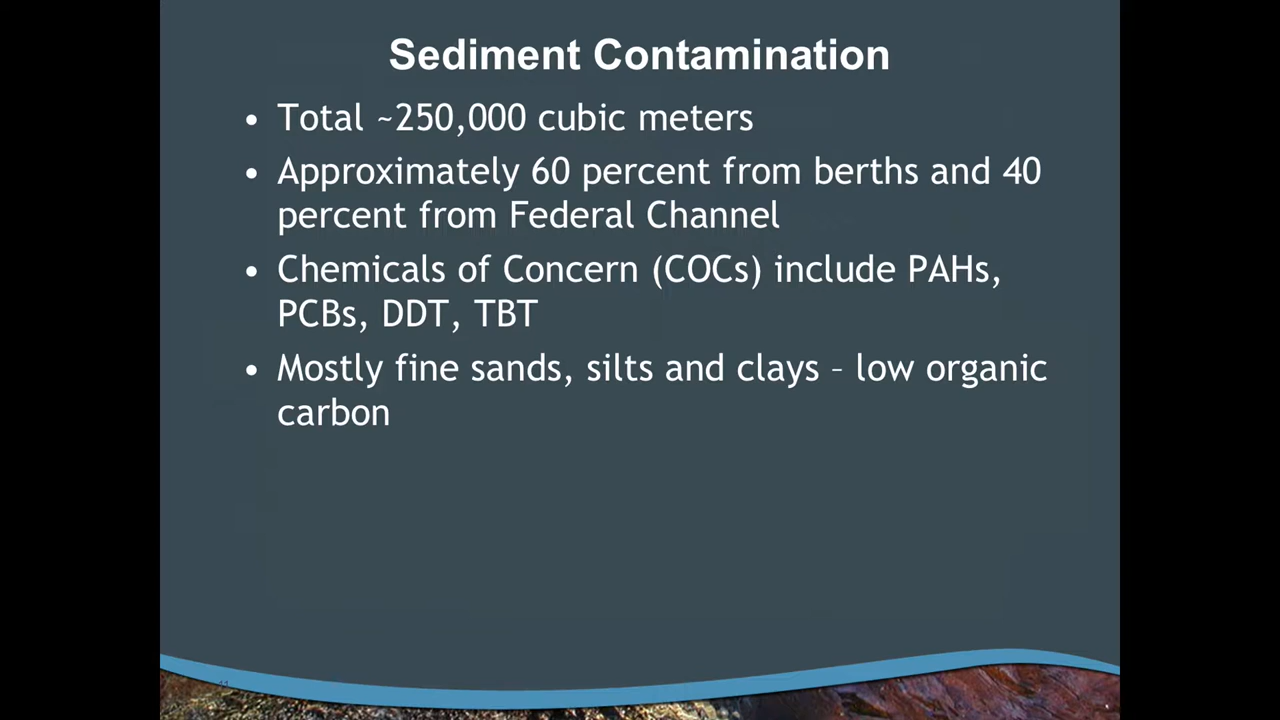 Sediment Contamination
• Total ~250,000 cubic meters
• Approximately 60 percent from berths and 40
percent from Federal Channel
• Chemicals of Concern (COCs) include PAHs,
PCBs, DDT, TBT
• Mostly fine sands, silts and clays – low organic
carbon